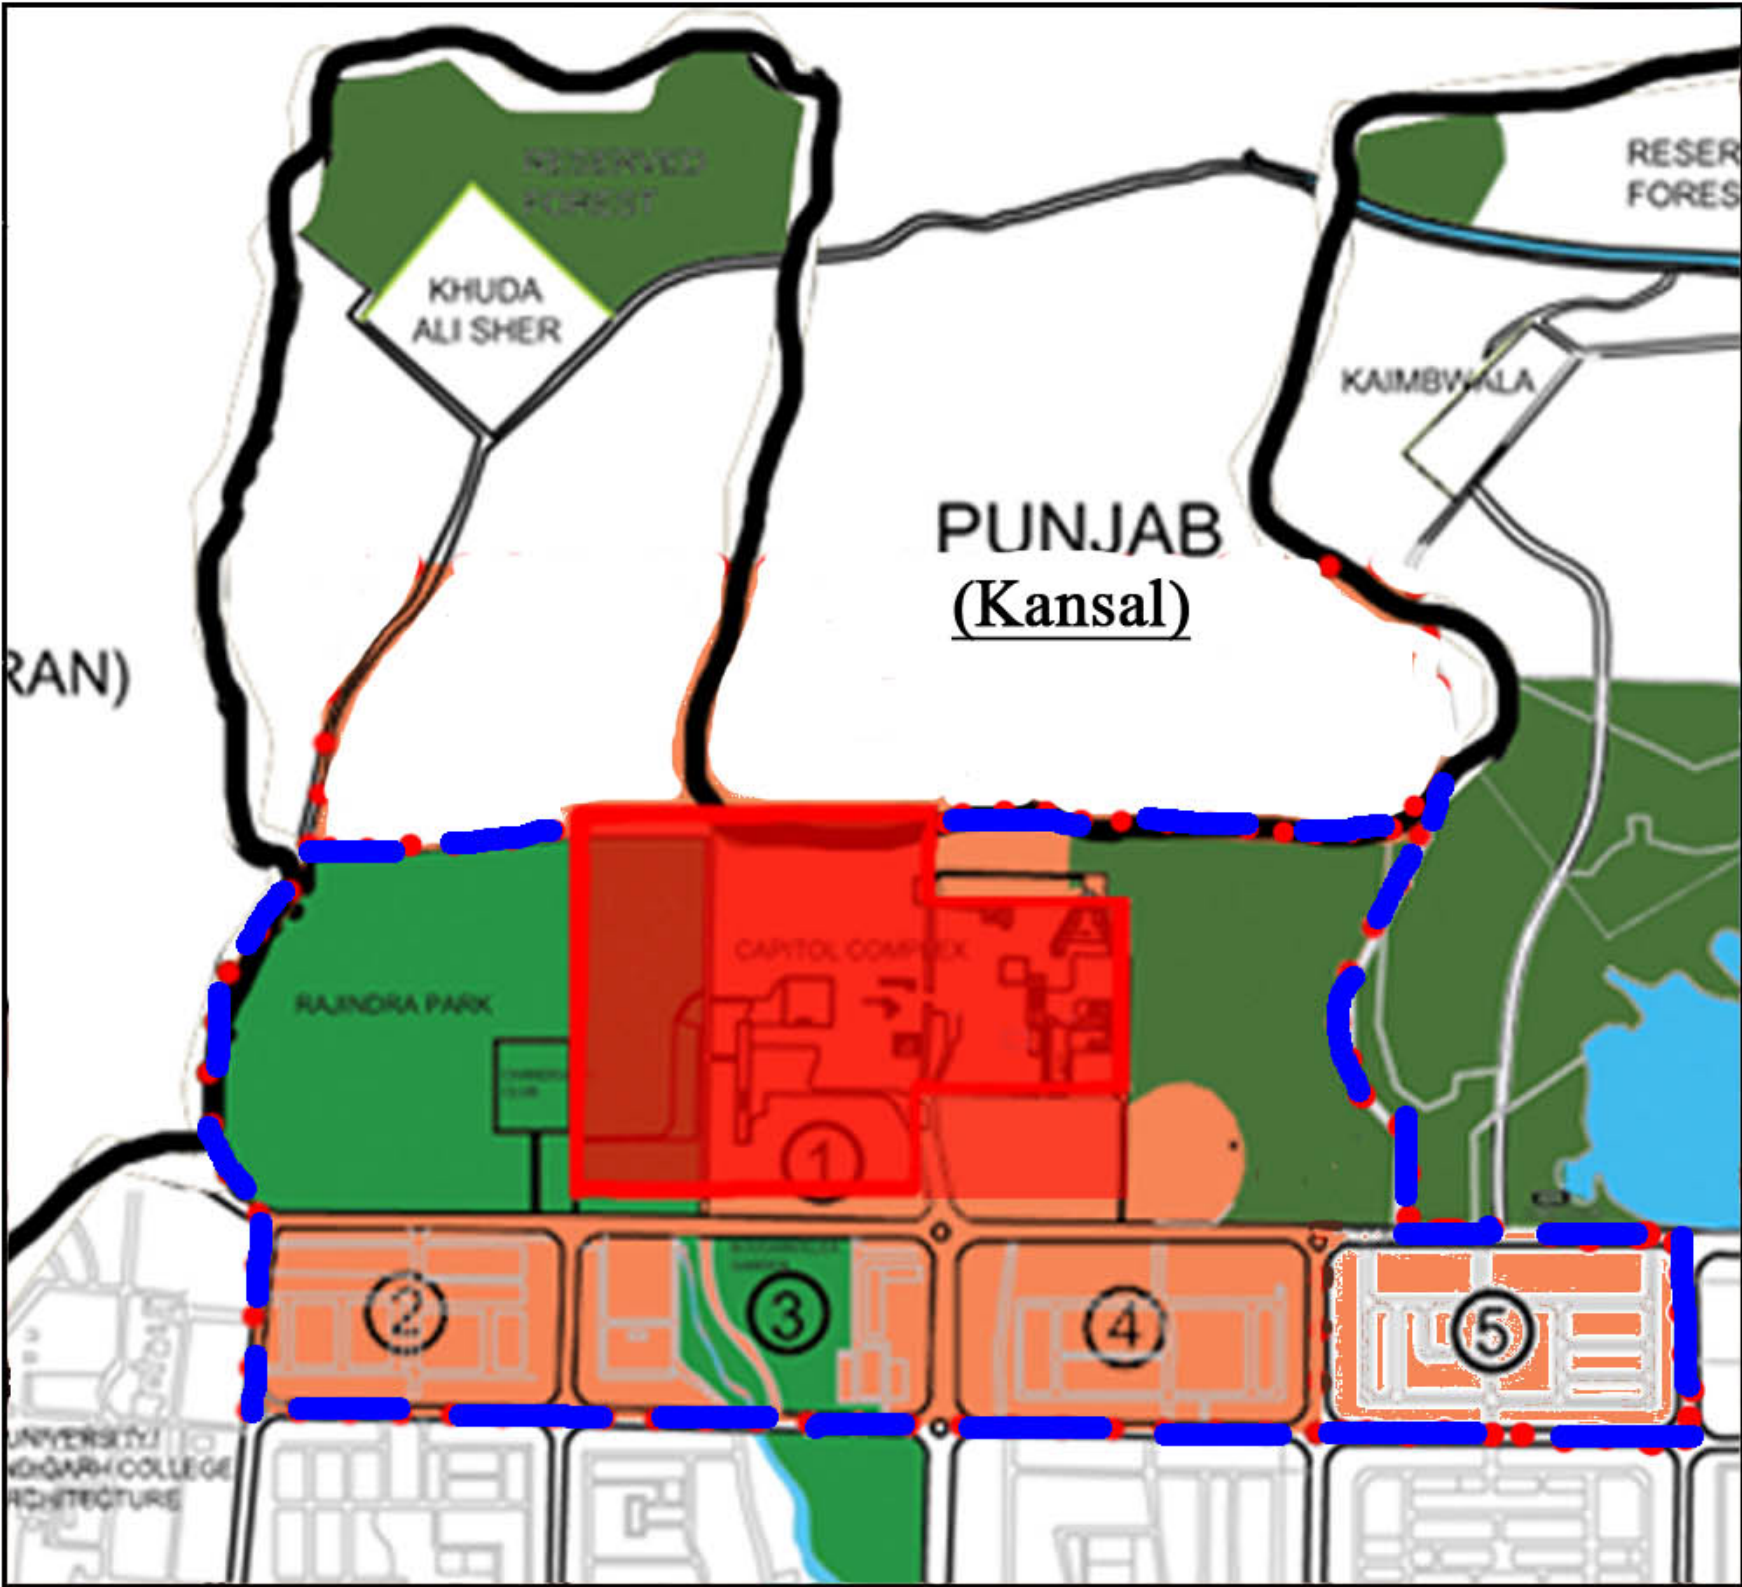 RESERVED
FOREST
RESER
FORES
KHUDA
ALI SHER
KAIMBWALA
PUNJAB
(Kansal)
RAN)
CAPITOL COMPLEX
RAJINDRA PARK
1
2
3
4
5
UNIVERSITY/
NDIGARH COLLEGE
RCHITECTURE